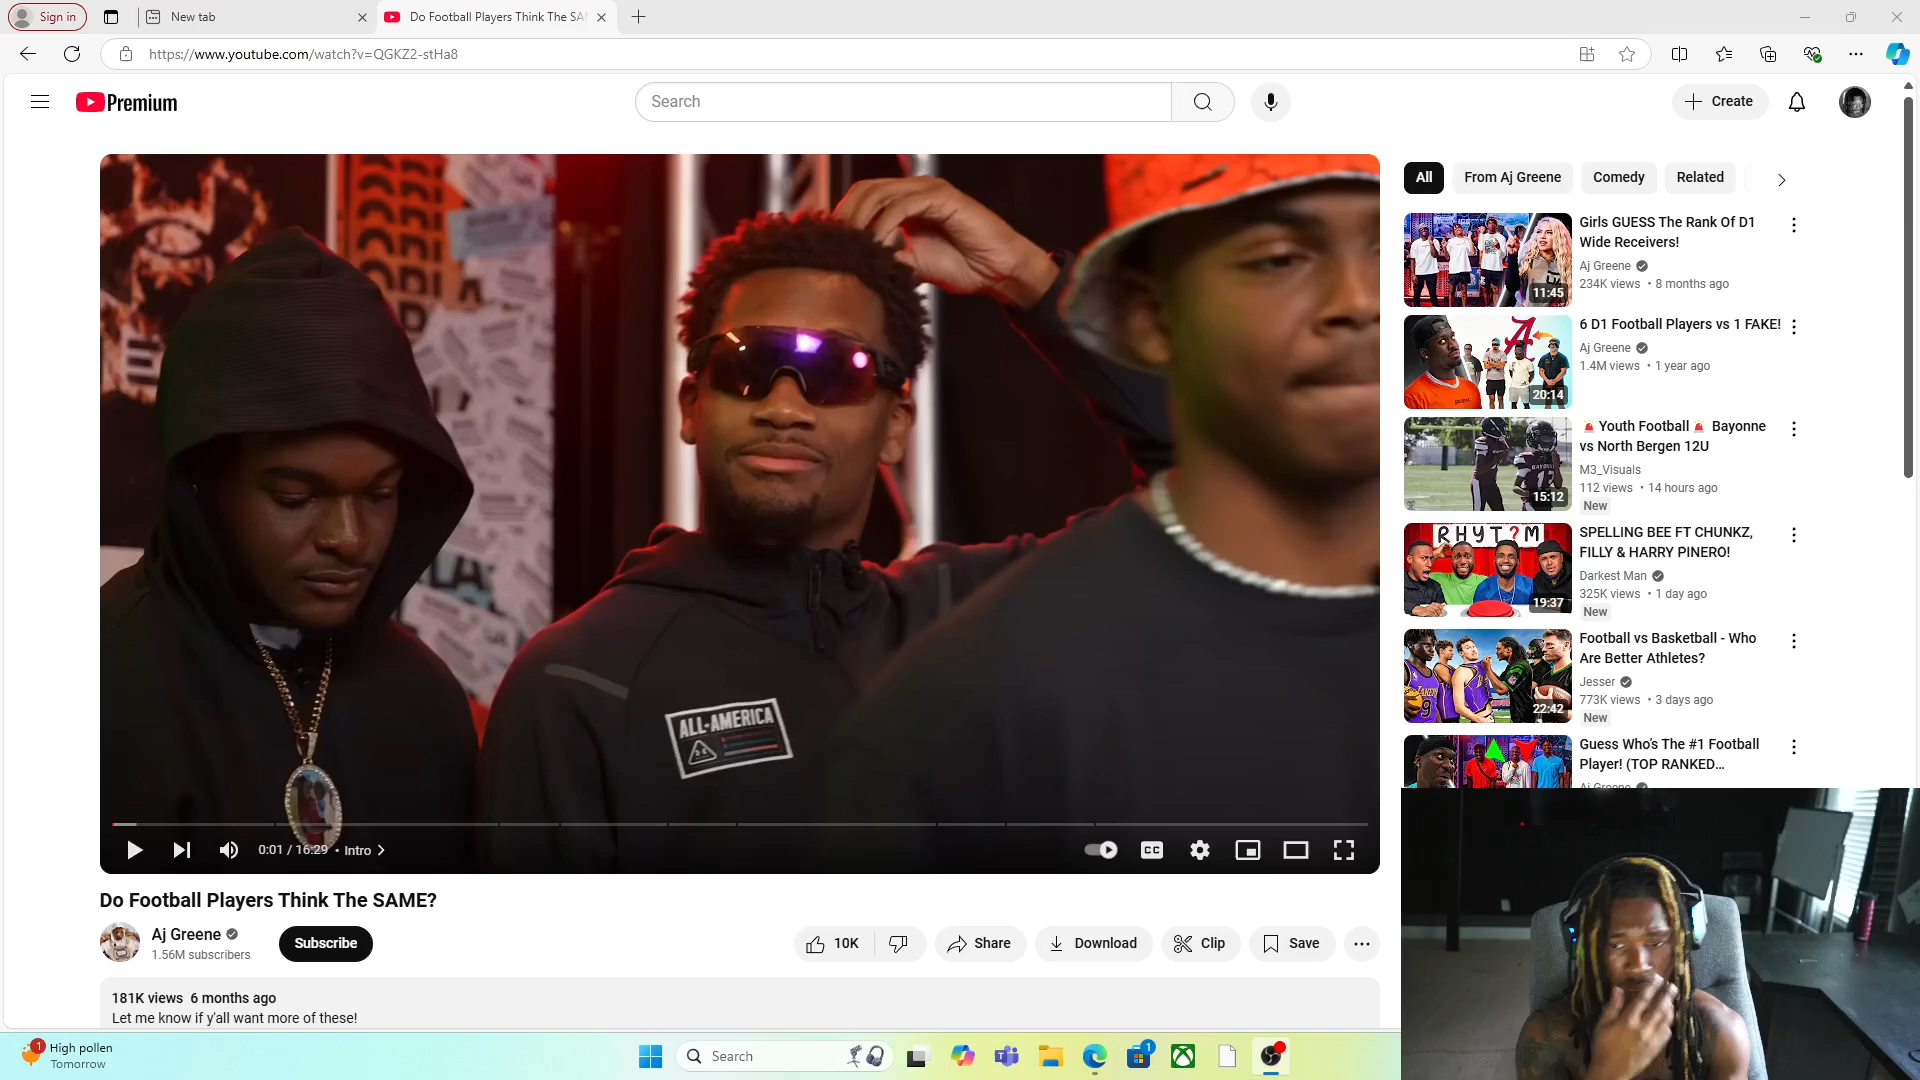 Sign in
New tab
Do Football Players Think The SA
https://www.youtube.com/watch?v=QGKZ2-stHa8
Premium
Search
Create
ALL-AMERICA
0:01 / 16:29 • Intro
CC
Do Football Players Think The SAME?
Aj Greene
1.56M subscribers
Subscribe
10K
Share
Download
Clip
Save
181K views 6 months ago
Let me know if y'all want more of these!
All
From Aj Greene
Comedy
Related
11:45
Girls GUESS The Rank Of D1
Wide Receivers!
Aj Greene
234K views • 8 months ago
20:14
6 D1 Football Players vs 1 FAKE!
Aj Greene
1.4M views • 1 year ago
15:12
🚨 Youth Football 🚨 Bayonne
vs North Bergen 12U
M3_Visuals
112 views • 14 hours ago
New
RHYT?M
19:37
SPELLING BEE FT CHUNKZ,
FILLY & HARRY PINERO!
Darkest Man
325K views • 1 day ago
New
22:42
Football vs Basketball - Who
Are Better Athletes?
Jesser
773K views • 3 days ago
New
Guess Who's The #1 Football
Player! (TOP RANKED...
Aj Greene
1
High pollen
Tomorrow
Search
1